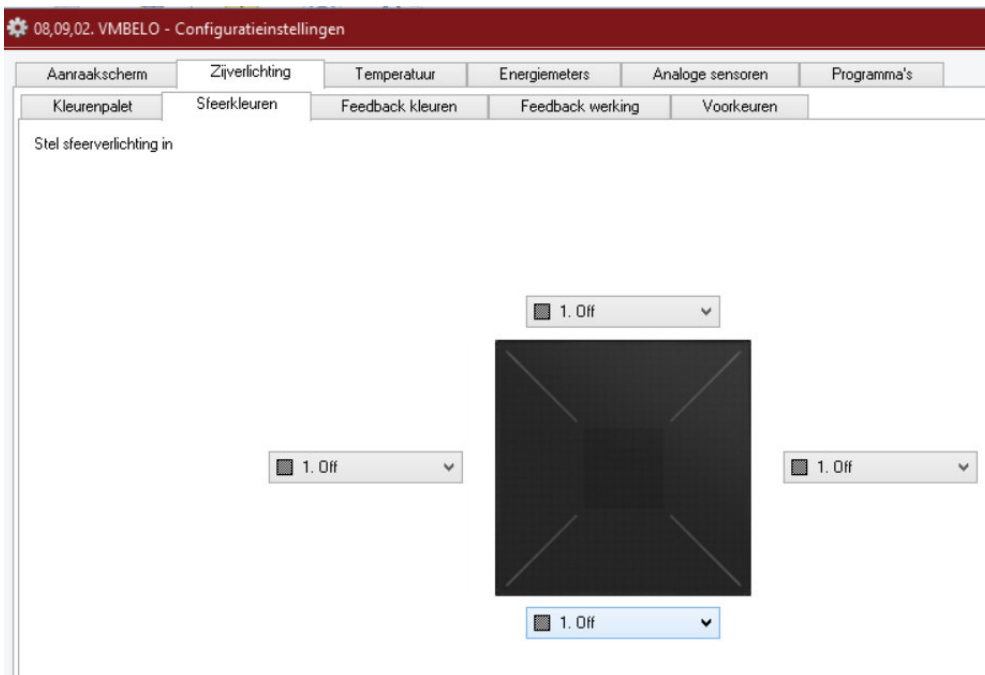 08,09,02. VMBELO - Configuratieinstellingen
Aanraakscherm Zijverlichting Temperatuur Energiemeters Analoge sensoren Programma's
Kleurenpalet Sfeerkleuren Feedback kleuren Feedback werking Voorkeuren
Stel sfeerverlichting in
1. Off
1. Off
1. Off
1. Off